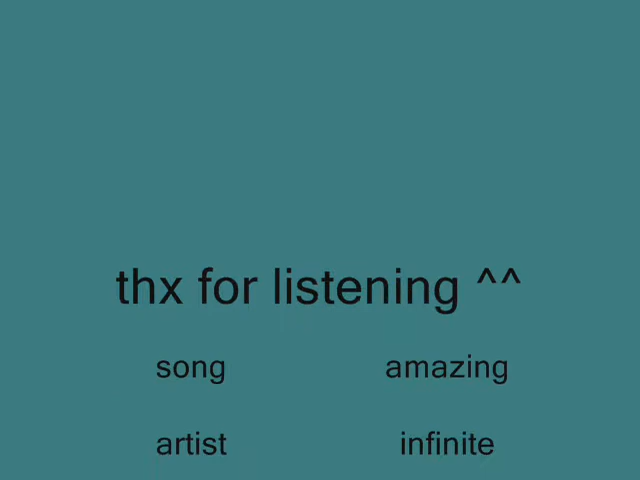 thx for listening ^^
song amazing
artist infinite